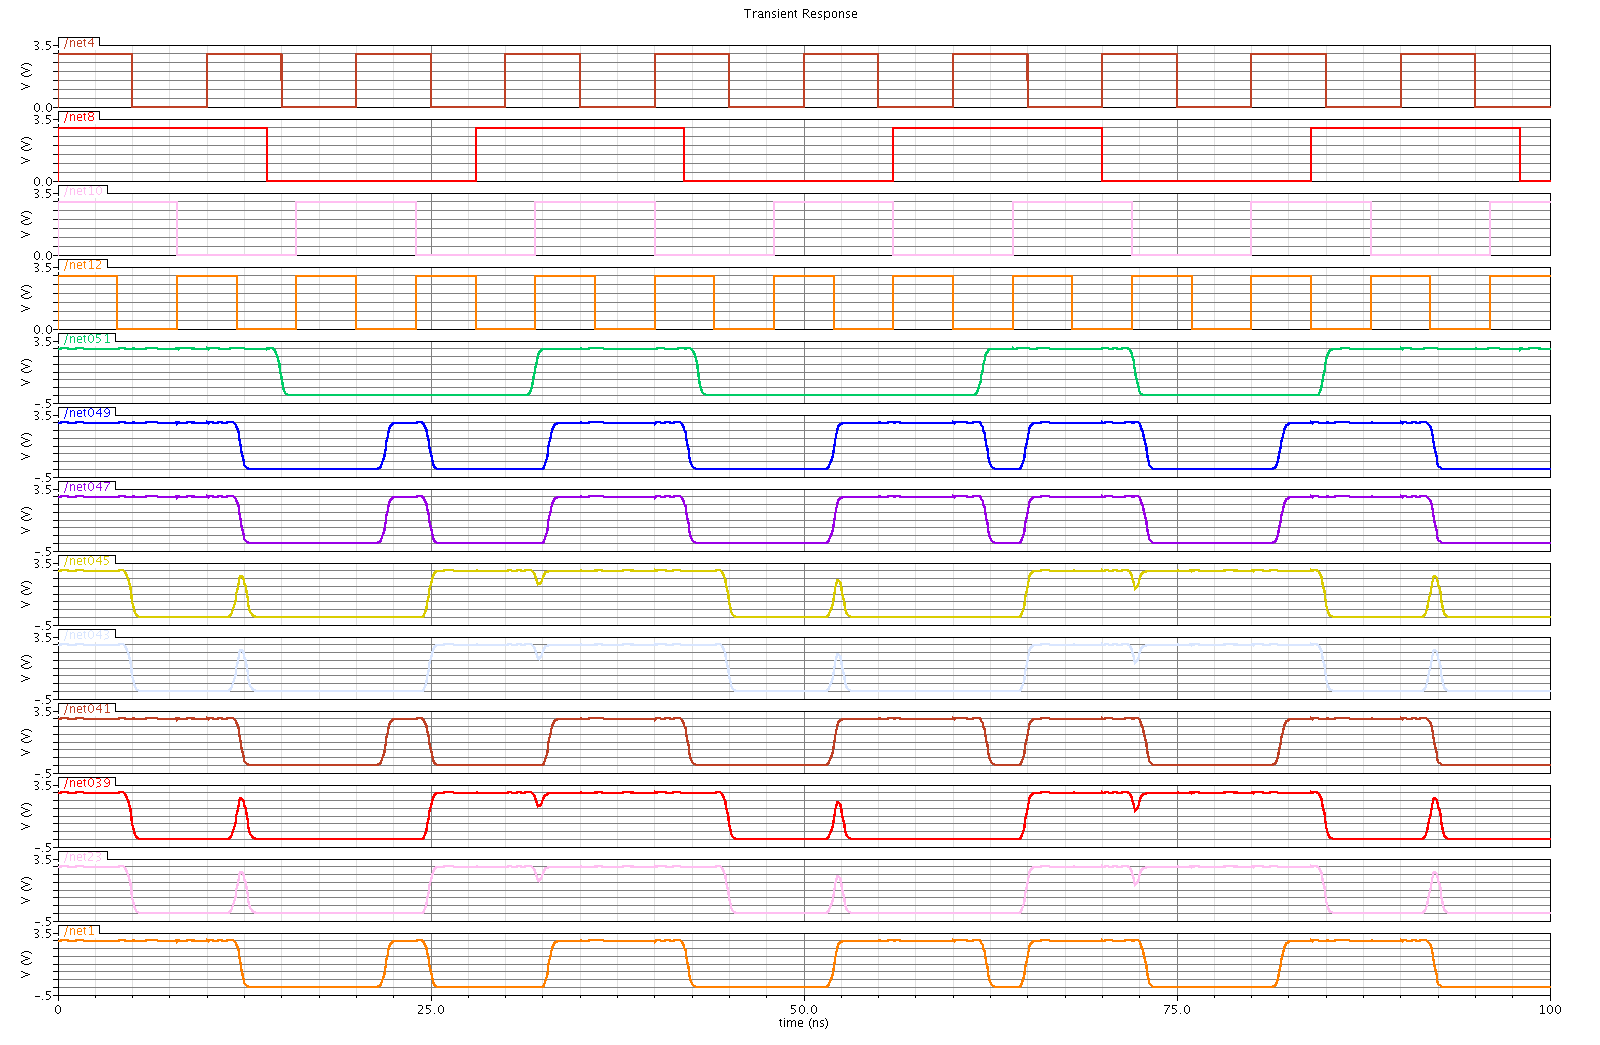 Transient Response
/net4
3.5
V (V)
0.0
/net8
3.5
V (V)
0.0
/net10
3.5
V (V)
0.0
/net12
3.5
V (V)
0.0
/net051
3.5
V (V)
-.5
/net049
3.5
V (V)
-.5
/net047
3.5
V (V)
-.5
/net045
3.5
V (V)
-.5
/net043
3.5
V (V)
-.5
/net041
3.5
V (V)
-.5
/net039
3.5
V (V)
-.5
/net23
3.5
V (V)
-.5
/net1
3.5
V (V)
-.5
0 25.0 50.0 75.0 100
time (ns)